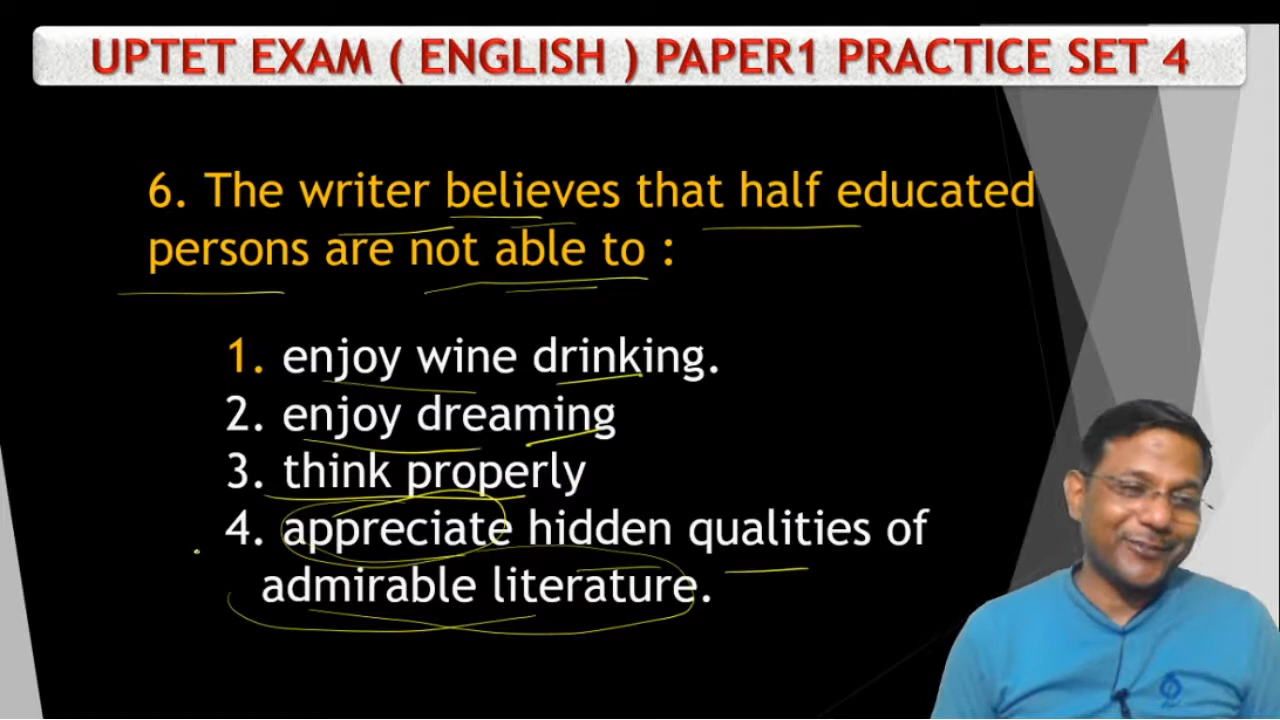 UPTET EXAM ( ENGLISH ) PAPER1 PRACTICE SET 4
6. The writer believes that half educated
persons are not able to :
1. enjoy wine drinking.
2. enjoy dreaming
3. think properly
4. appreciate hidden qualities of
admirable literature.